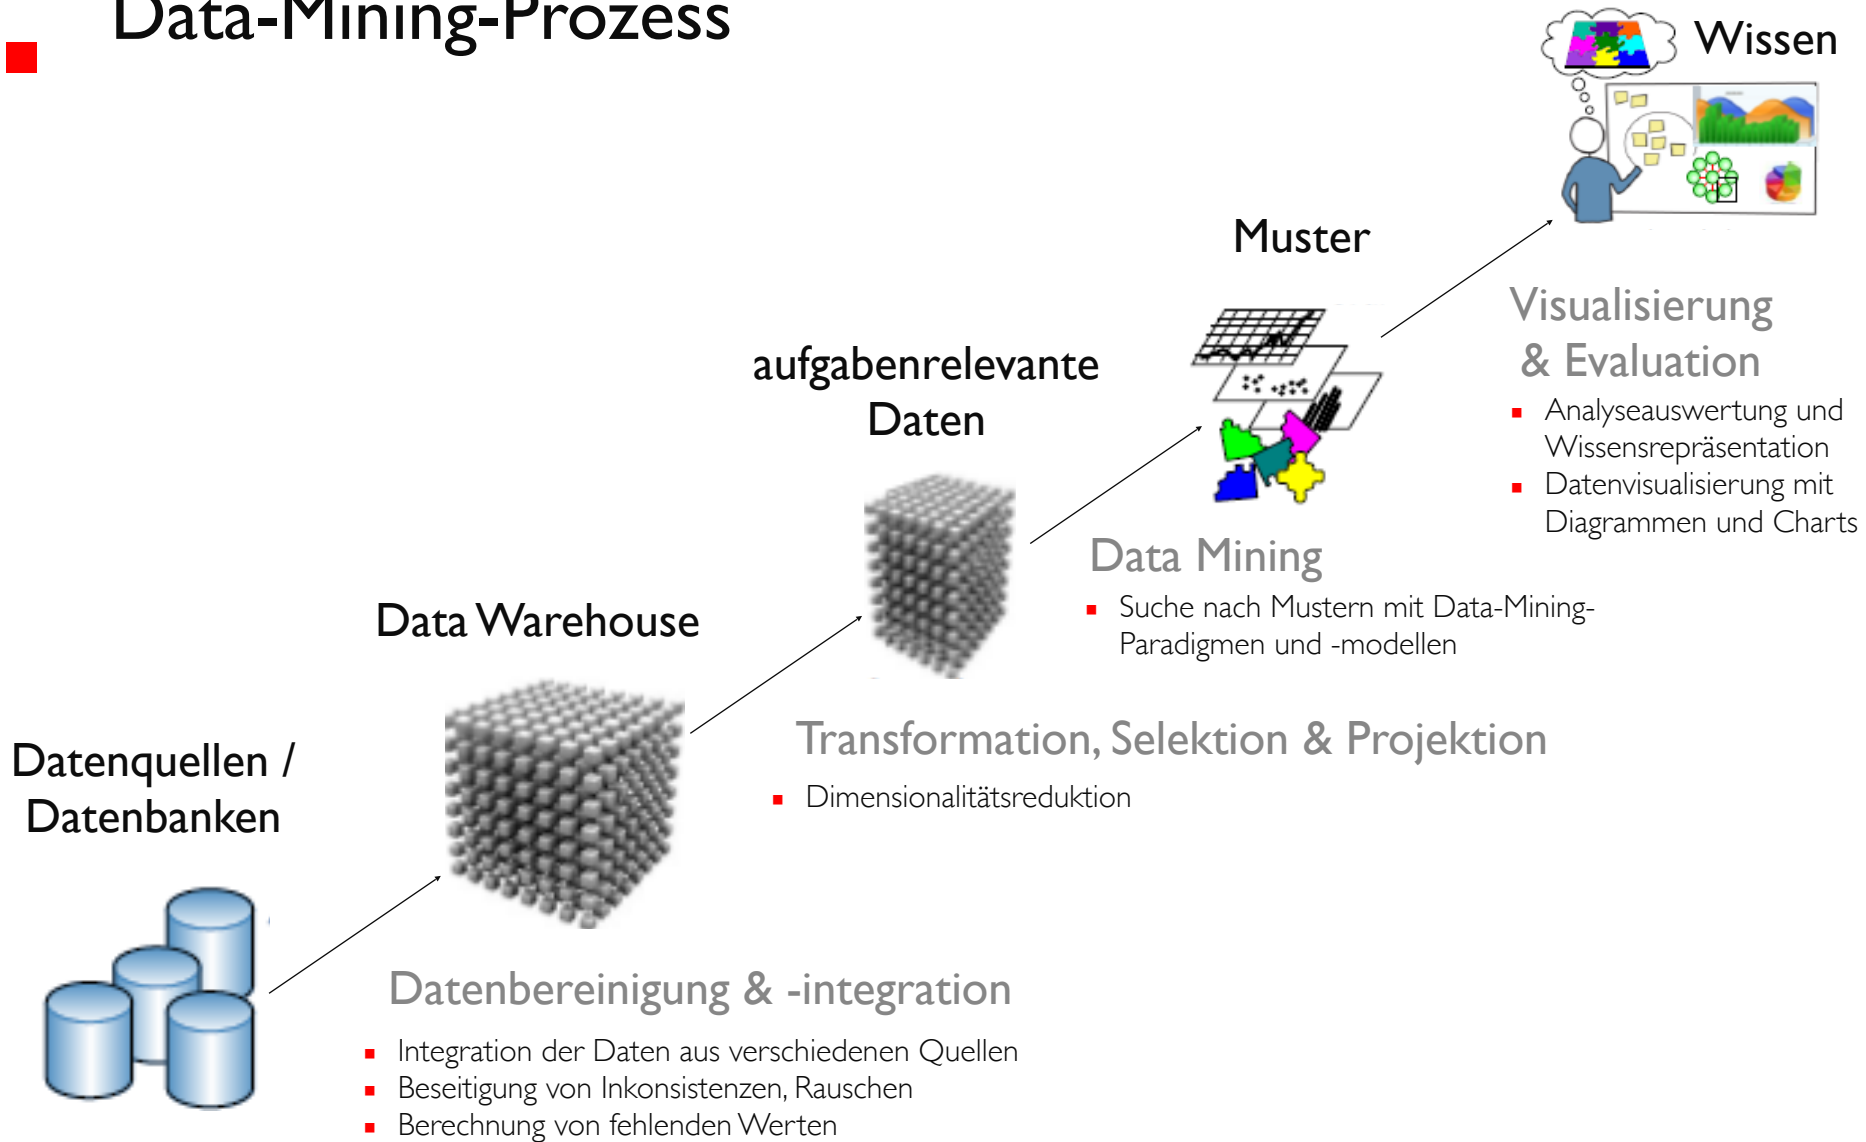 Data-Mining-Prozess
Wissen
Muster
Visualisierung
& Evaluation
Analyseauswertung und
Wissensrepräsentation
Datenvisualisierung mit
Diagrammen und Charts
aufgabenrelevante
Daten
Data Mining
Suche nach Mustern mit Data-Mining-
Paradigmen und -modellen
Data Warehouse
Transformation, Selektion & Projektion
Dimensionalitätsreduktion
Datenquellen /
Datenbanken
Datenbereinigung & -integration
Integration der Daten aus verschiedenen Quellen
Beseitigung von Inkonsistenzen, Rauschen
Berechnung von fehlenden Werten